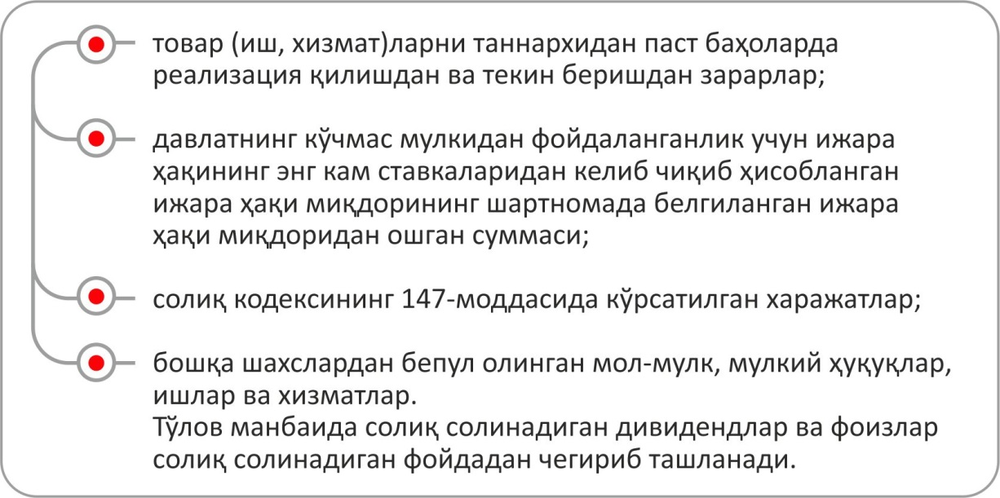 товар (иш, хизмат)ларни таннархидан паст баҳоларда
реализация қилишдан ва текин беришдан зарарлар;
давлатнинг кўчмас мулкидан фойдаланганлик учун ижара
ҳақининг энг кам ставкаларидан келиб чиқиб ҳисобланган
ижара ҳақи миқдорининг шартномада белгиланган ижара
ҳақи миқдоридан ошган суммаси;
солиқ кодексининг 147-моддасида кўрсатилган харажатлар;
бошқа шахслардан бепул олинган мол-мулк, мулкий ҳуқуқлар,
ишлар ва хизматлар.
Тўлов манбаида солиқ солинадиган дивидендлар ва фоизлар
солиқ солинадиган фойдадан чегириб ташланади.